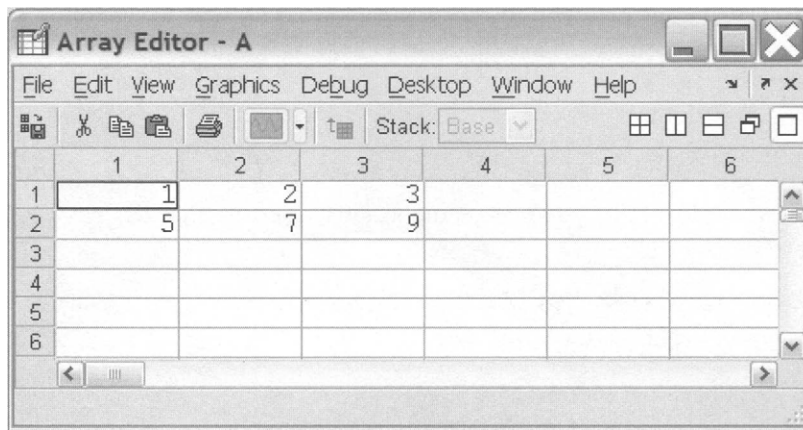 Array Editor - A
File Edit View Graphics Debug Desktop Window Help
Stack: Base
1 2 3 4 5 6
1 1 2 3
2 5 7 9
3
4
5
6